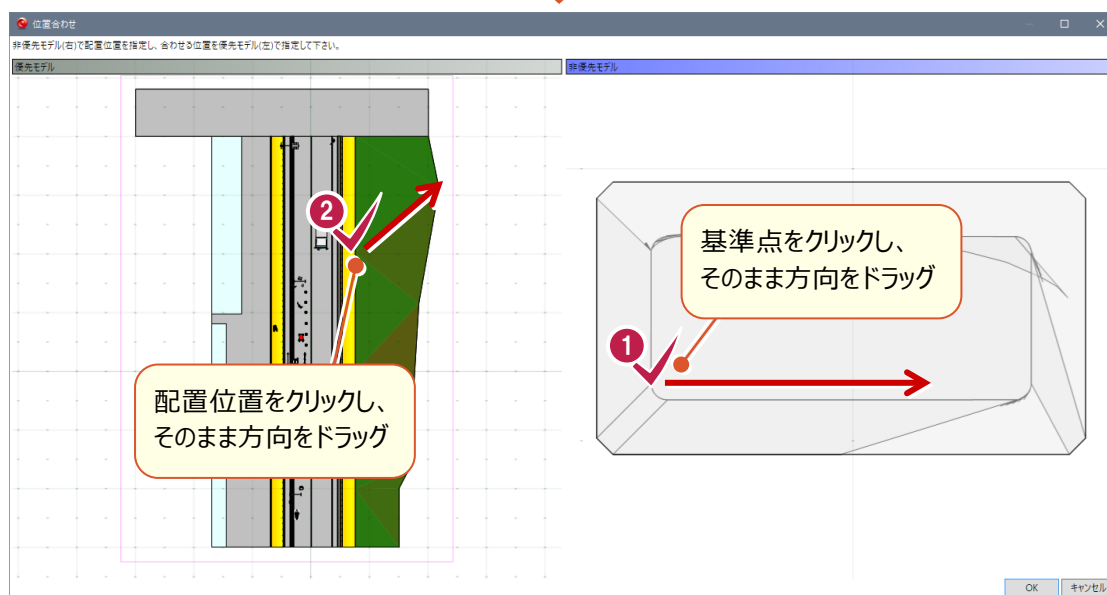 位置合わせ
非優先モデル(右)で配置位置を指定し、合わせる位置を優先モデル(左)で指定して下さい。
優先モデル
非優先モデル
2
基準点をクリックし、
そのまま方向をドラッグ
1
配置位置をクリックし、
そのまま方向をドラッグ
OK
キャンセル